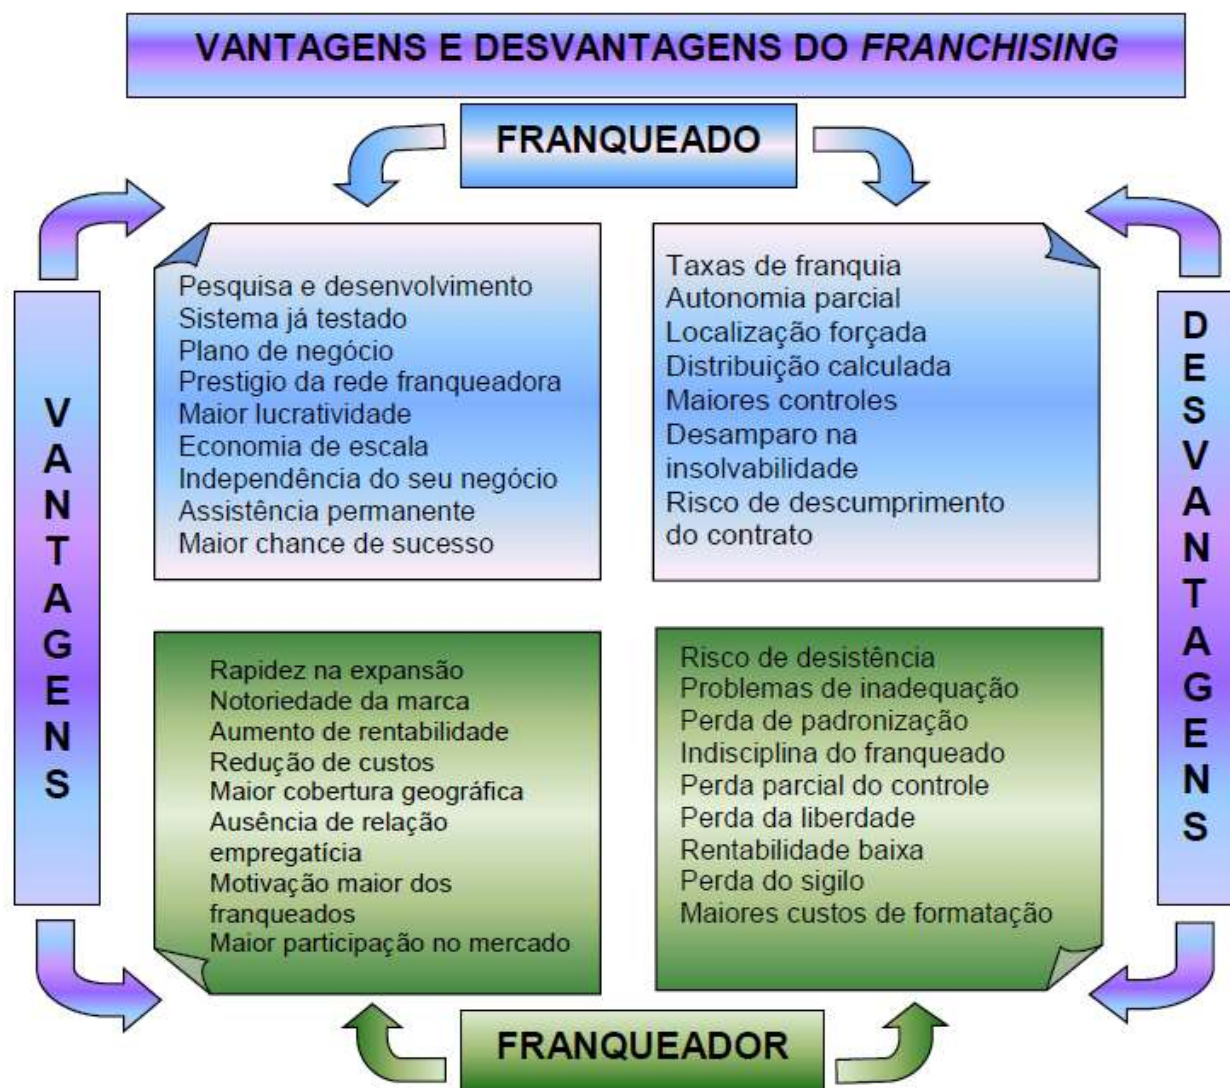 VANTAGENS E DESVANTAGENS DO FRANCHISING
FRANQUEADO
VANTAGENS
Pesquisa e desenvolvimento
Sistema já testado
Plano de negócio
Prestigio da rede franqueadora
Maior lucratividade
Economia de escala
Independência do seu negócio
Assistência permanente
Maior chance de sucesso
Taxas de franquia
Autonomia parcial
Localização forçada
Distribuição calculada
Maiores controles
Desamparo na
insolvabilidade
Risco de descumprimento
do contrato
DESVANTAGENS
Rapidez na expansão
Notoriedade da marca
Aumento de rentabilidade
Redução de custos
Maior cobertura geográfica
Ausência de relação
empregatícia
Motivação maior dos
franqueados
Maior participação no mercado
Risco de desistência
Problemas de inadequação
Perda de padronização
Indisciplina do franqueado
Perda parcial do controle
Perda da liberdade
Rentabilidade baixa
Perda do sigilo
Maiores custos de formatação
FRANQUEADOR